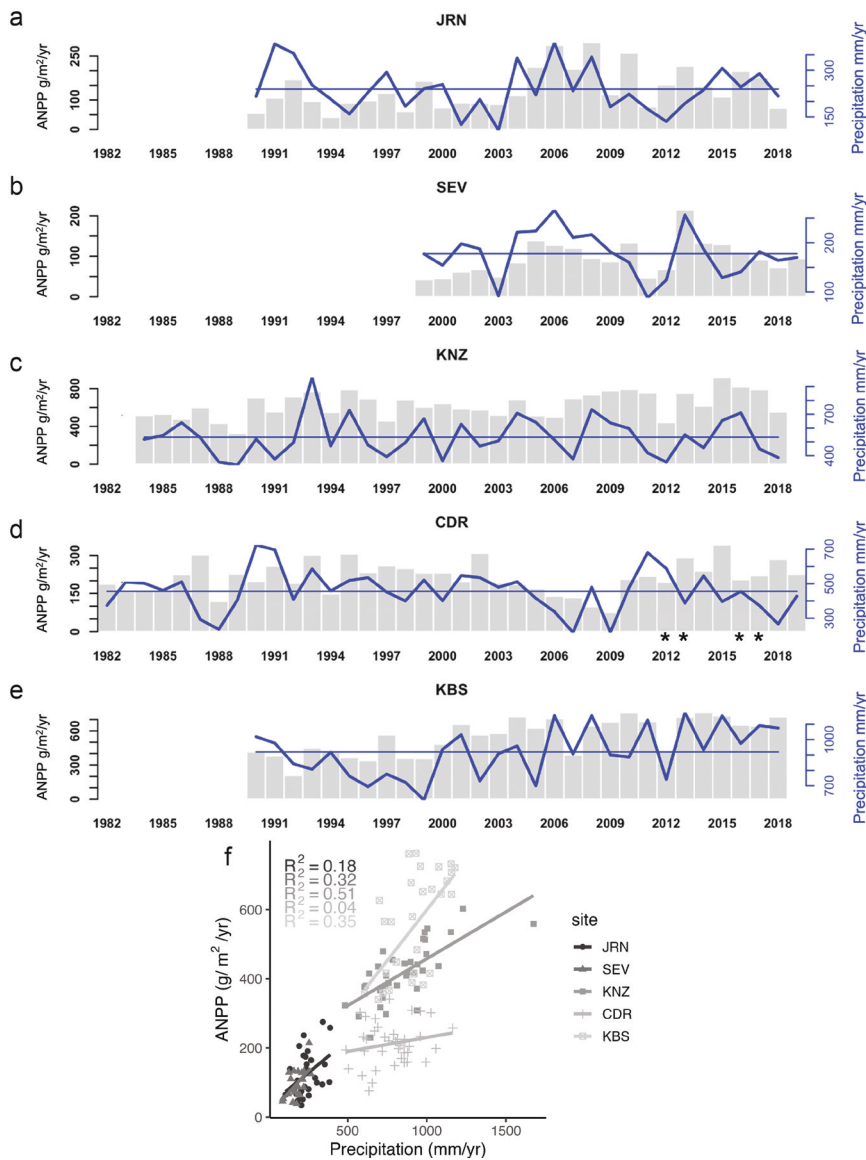 a
JRN
ANPP g/m²/yr
250
100
0
Precipitation mm/yr
300
150
1982 1985 1988 1991 1994 1997 2000 2003 2006 2009 2012 2015 2018
b
SEV
ANPP g/m²/yr
200
100
0
Precipitation mm/yr
200
100
1982 1985 1988 1991 1994 1997 2000 2003 2006 2009 2012 2015 2018
c
KNZ
ANPP g/m²/yr
800
400
0
Precipitation mm/yr
700
400
1982 1985 1988 1991 1994 1997 2000 2003 2006 2009 2012 2015 2018
d
CDR
ANPP g/m²/yr
300
150
0
Precipitation mm/yr
700
500
300
* * * *
1982 1985 1988 1991 1994 1997 2000 2003 2006 2009 2012 2015 2018
e
KBS
ANPP g/m²/yr
600
300
0
Precipitation mm/yr
1000
700
1982 1985 1988 1991 1994 1997 2000 2003 2006 2009 2012 2015 2018
f
R² = 0.18
R² = 0.32
R² = 0.51
R² = 0.04
R² = 0.35
ANPP (g/ m² /yr)
600
400
200
0
500 1000 1500
Precipitation (mm/yr)
site
JRN
SEV
KNZ
CDR
KBS